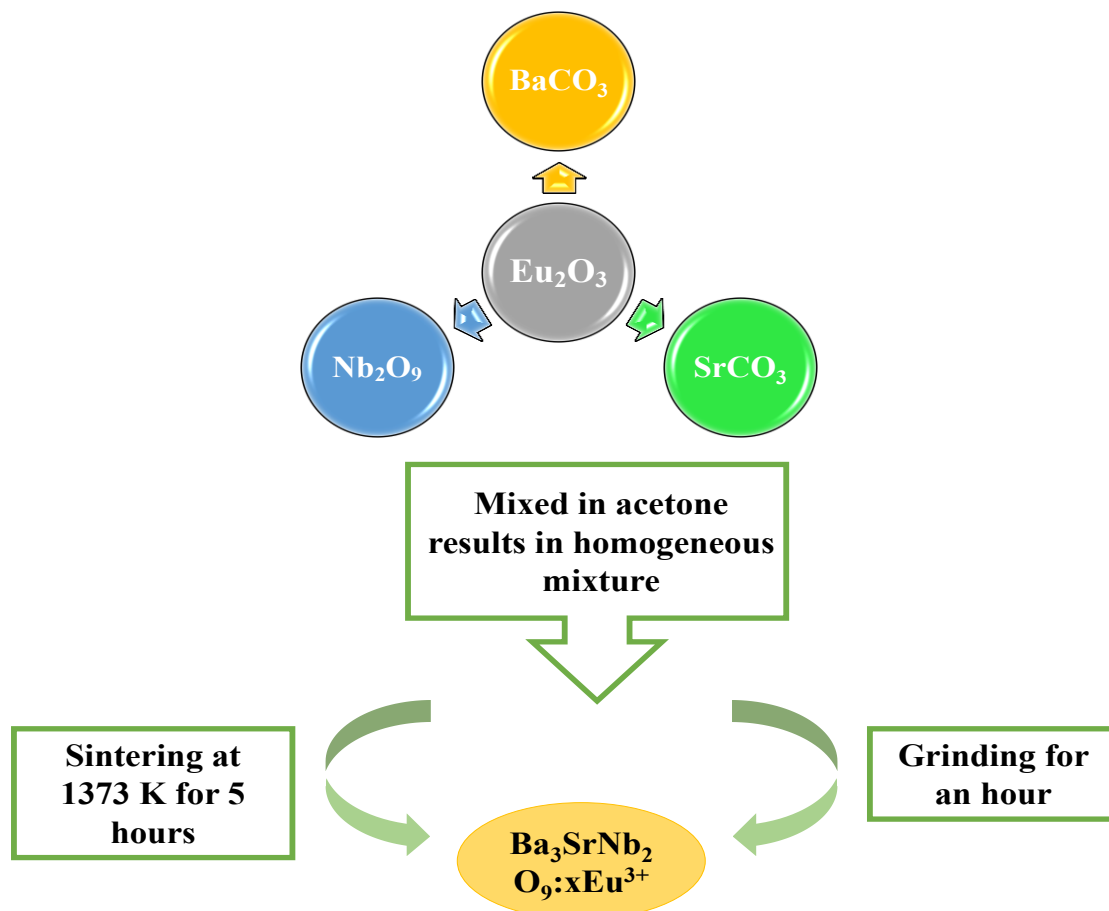 BaCO₃
Eu₂O₃
Nb₂O₉
SrCO₃
Mixed in acetone
results in homogeneous
mixture
Sintering at
1373 K for 5
hours
Grinding for
an hour
Ba₃SrNb₂
O₉:xEu³⁺